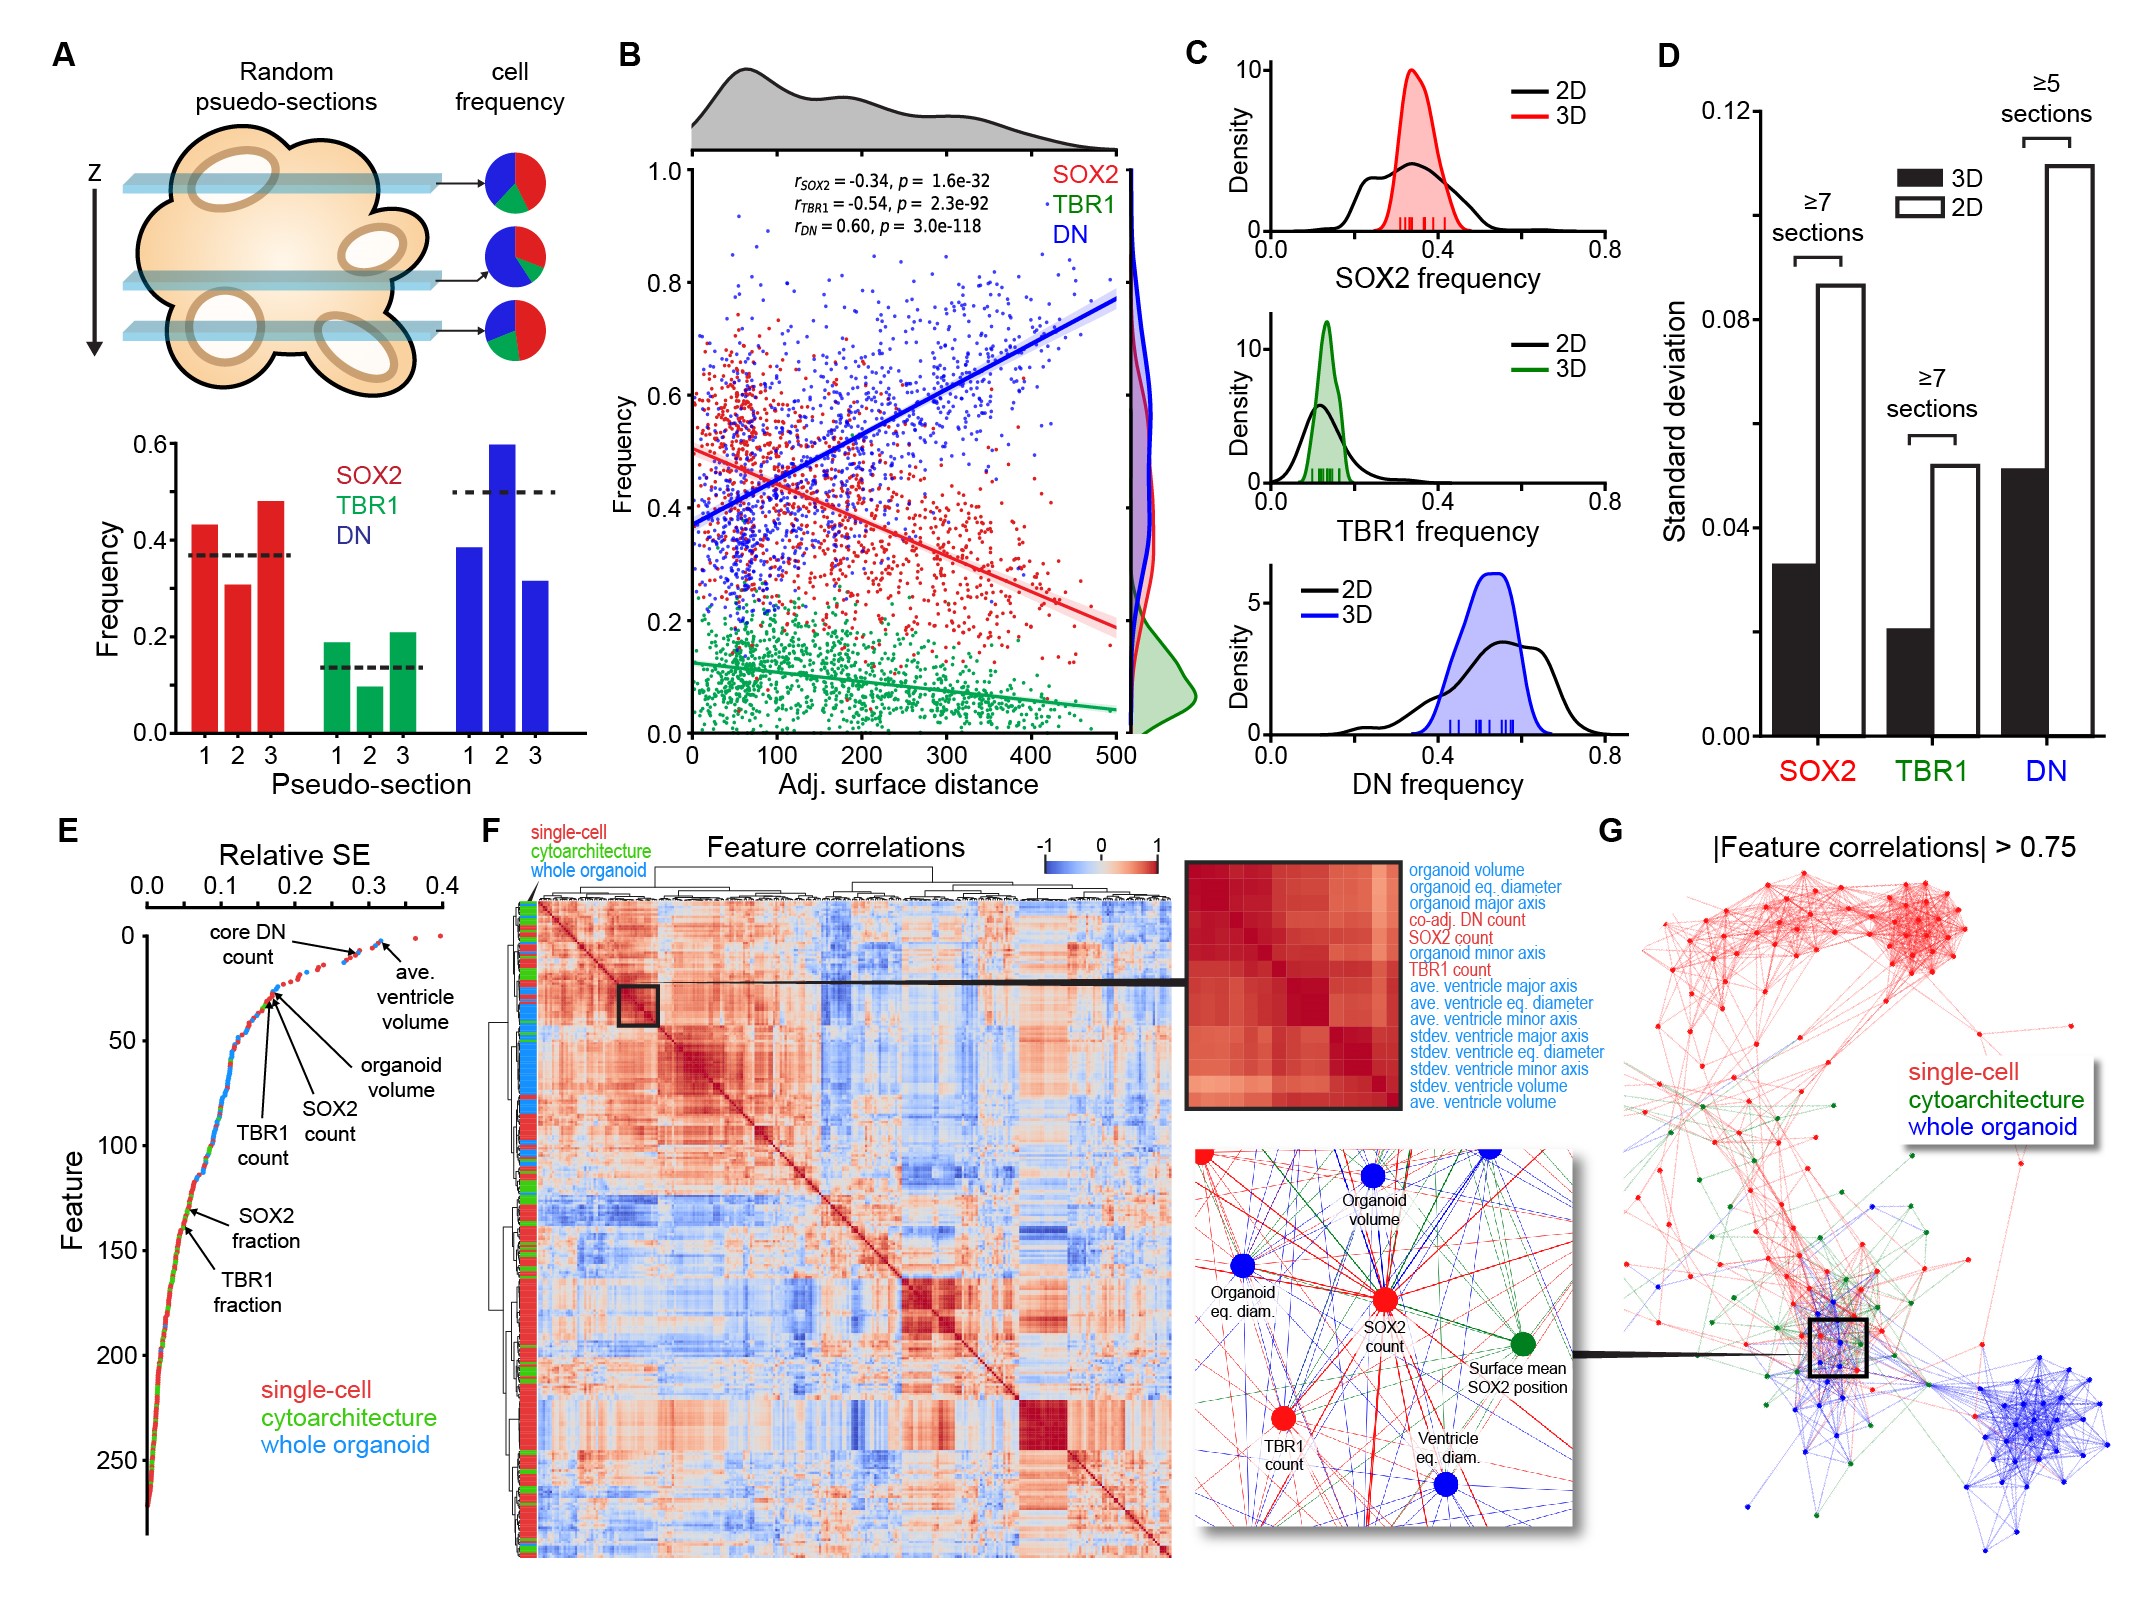 A
Random
psuedo-sections
cell
frequency
Z
0.6
0.4
0.2
0.0
Frequency
SOX2
TBR1
DN
1 2 3 1 2 3 1 2 3
Pseudo-section
B
1.0
0.8
0.6
0.4
0.2
0.0
Frequency
rSOX2 = -0.34, p = 1.6e-32
rTBR1 = -0.54, p = 2.3e-92
rDN = 0.60, p = 3.0e-118
SOX2
TBR1
DN
0 100 200 300 400 500
Adj. surface distance
C
10
0
Density
2D
3D
0.0 0.4 0.8
SOX2 frequency
10
0
Density
2D
3D
0.0 0.4 0.8
TBR1 frequency
5
0
Density
2D
3D
0.0 0.4 0.8
DN frequency
D
0.12
0.08
0.04
0.00
Standard deviation
≥7
sections
≥7
sections
≥5
sections
3D
2D
SOX2 TBR1 DN
E
Relative SE
0.0 0.1 0.2 0.3 0.4
0
50
100
150
200
250
Feature
core DN
count
ave.
ventricle
volume
organoid
volume
SOX2
count
TBR1
count
SOX2
fraction
TBR1
fraction
single-cell
cytoarchitecture
whole organoid
F
single-cell
cytoarchitecture
whole organoid
Feature correlations
-1 0 1
organoid volume
organoid eq. diameter
organoid major axis
co-adj. DN count
SOX2 count
organoid minor axis
TBR1 count
ave. ventricle major axis
ave. ventricle eq. diameter
ave. ventricle minor axis
stdev. ventricle major axis
stdev. ventricle eq. diameter
stdev. ventricle minor axis
stdev. ventricle volume
ave. ventricle volume
Organoid
volume
Organoid
eq. diam.
SOX2
count
Surface mean
SOX2 position
TBR1
count
Ventricle
eq. diam.
G
|Feature correlations| > 0.75
single-cell
cytoarchitecture
whole organoid